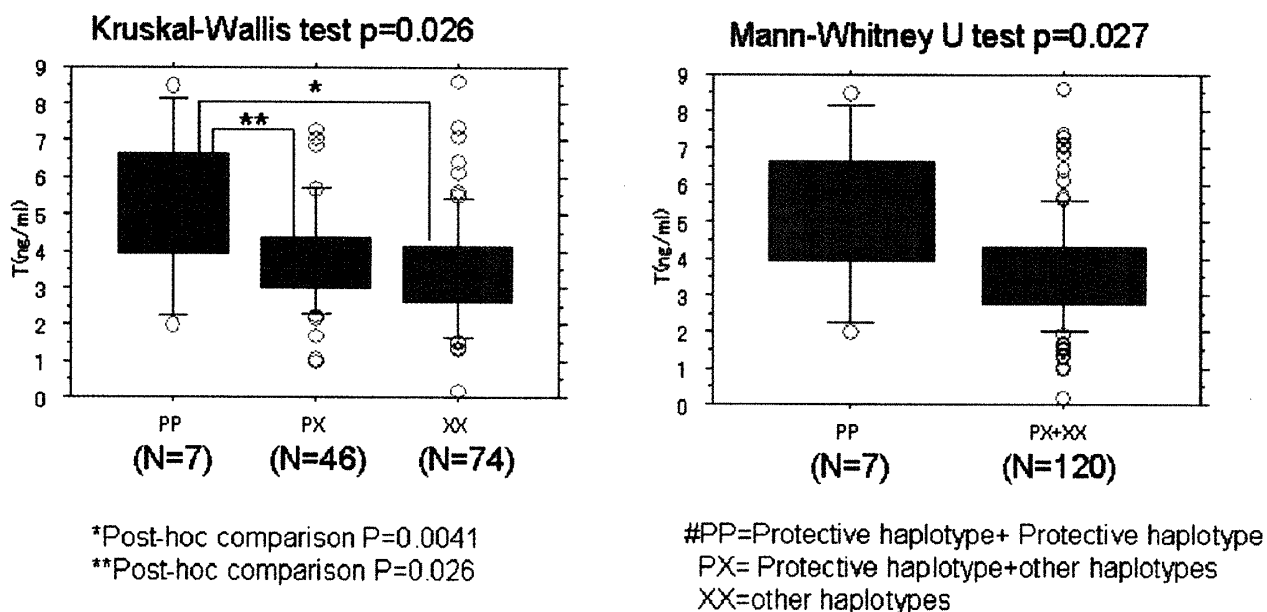 Kruskal-Wallis test p=0.026
9
8
7
6
5
4
3
2
1
0
T(ng/ml)
*
**
PP
PX
XX
(N=7)
(N=46)
(N=74)
*Post-hoc comparison P=0.0041
**Post-hoc comparison P=0.026
Mann-Whitney U test p=0.027
9
8
7
6
5
4
3
2
1
0
T(ng/ml)
PP
PX+XX
(N=7)
(N=120)
#PP=Protective haplotype+ Protective haplotype
PX= Protective haplotype+other haplotypes
XX=other haplotypes